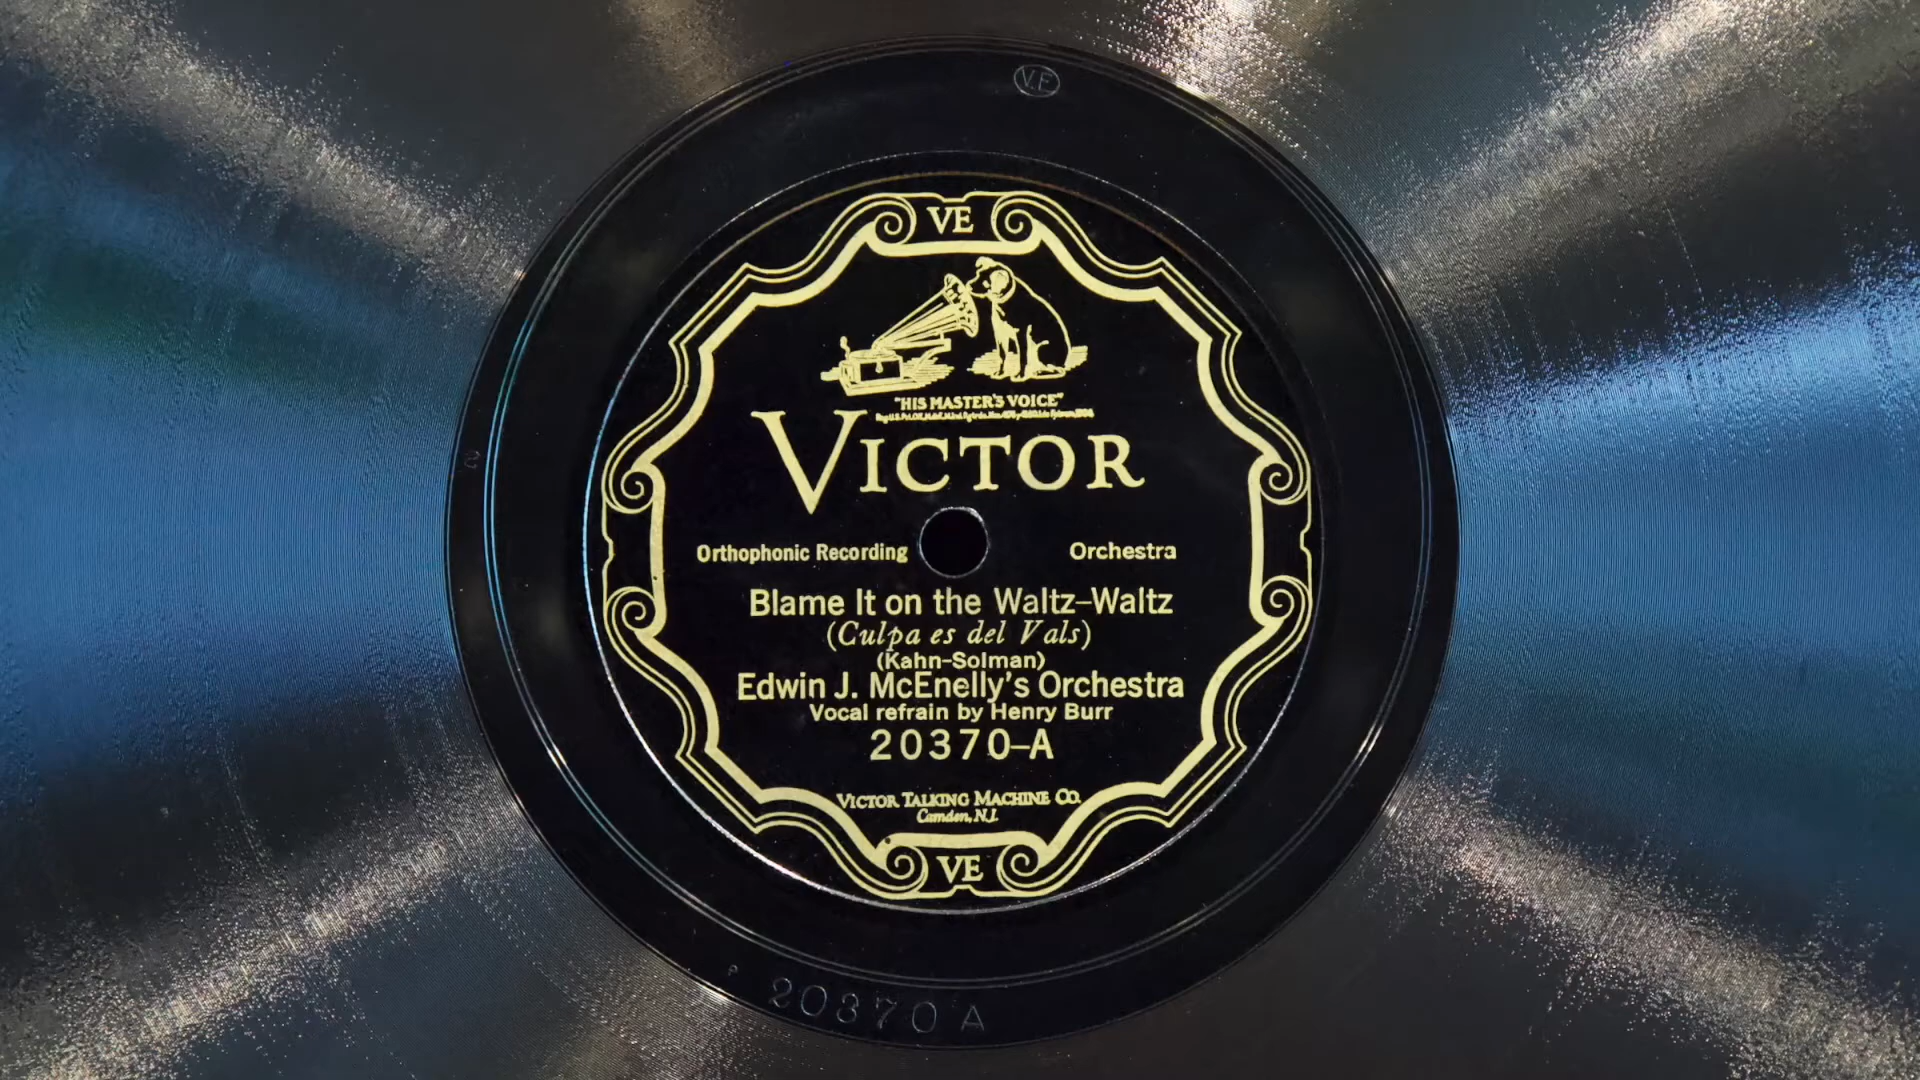 V.E
VE
"HIS MASTER'S VOICE"
VICTOR
Orthophonic Recording
Orchestra
Blame It on the Waltz–Waltz
(Culpa es del Vals)
(Kahn–Solman)
Edwin J. McEnelly's Orchestra
Vocal refrain by Henry Burr
20370–A
VICTOR TALKING MACHINE CO.
Camden, N.J.
VE
P
20370 A